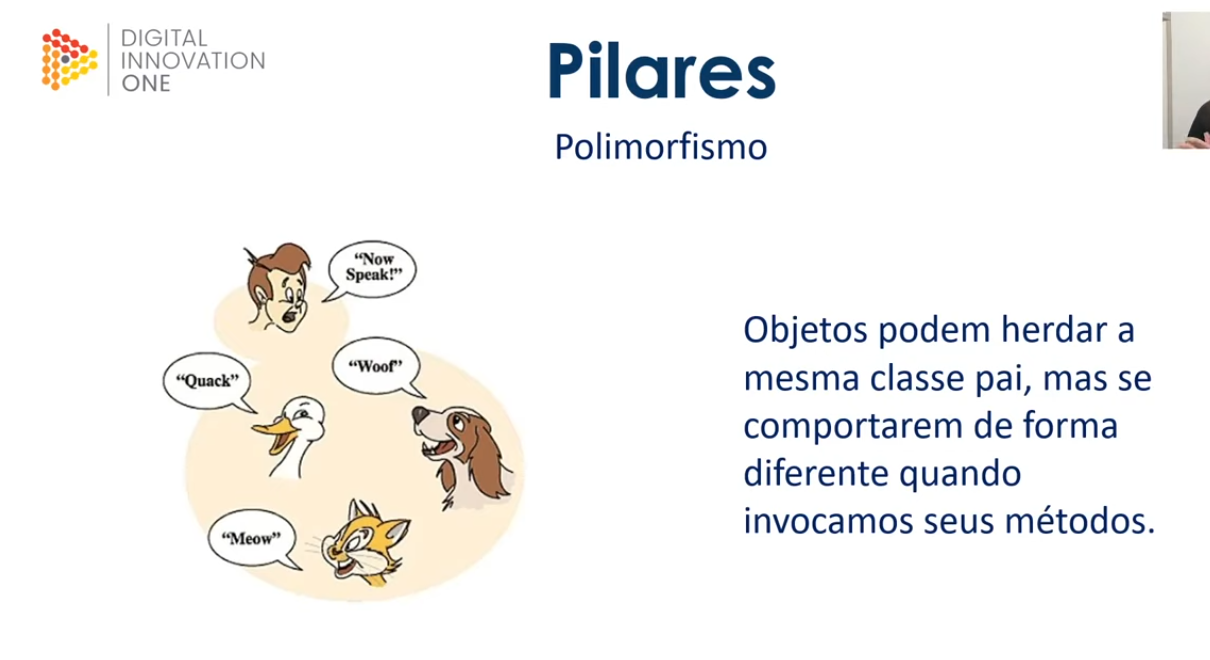 DIGITAL
INNOVATION
ONE
Pilares
Polimorfismo
“Now
Speak!”
“Quack”
“Woof”
“Meow”
Objetos podem herdar a
mesma classe pai, mas se
comportarem de forma
diferente quando
invocamos seus métodos.